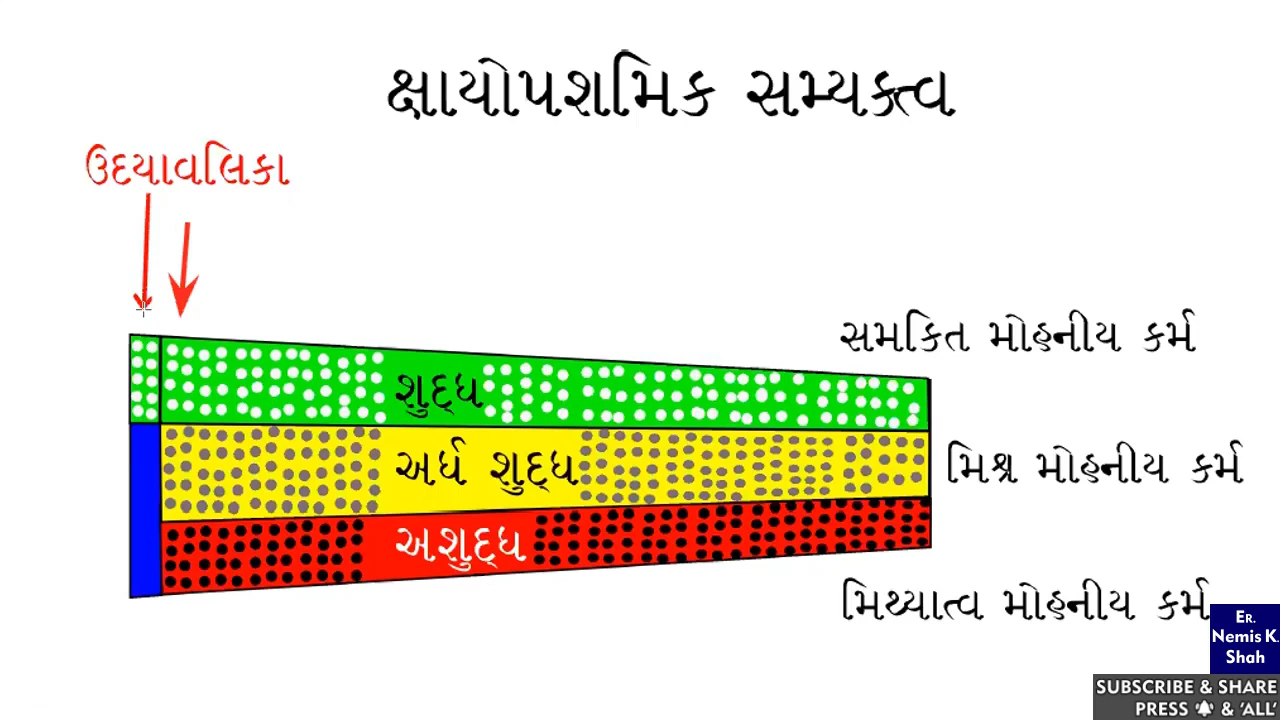 ક્ષાયોપશમિક સમ્યક્ત્વ
ઉદયાવલિકા
સમકિત મોહનીય કર્મ
શુદ્ધ
અર્ધ શુદ્ધ
મિશ્ર મોહનીય કર્મ
અશુદ્ધ
મિથ્યાત્વ મોહનીય કર્મ
ER.
Nemis K.
Shah
SUBSCRIBE & SHARE
PRESS & 'ALL'